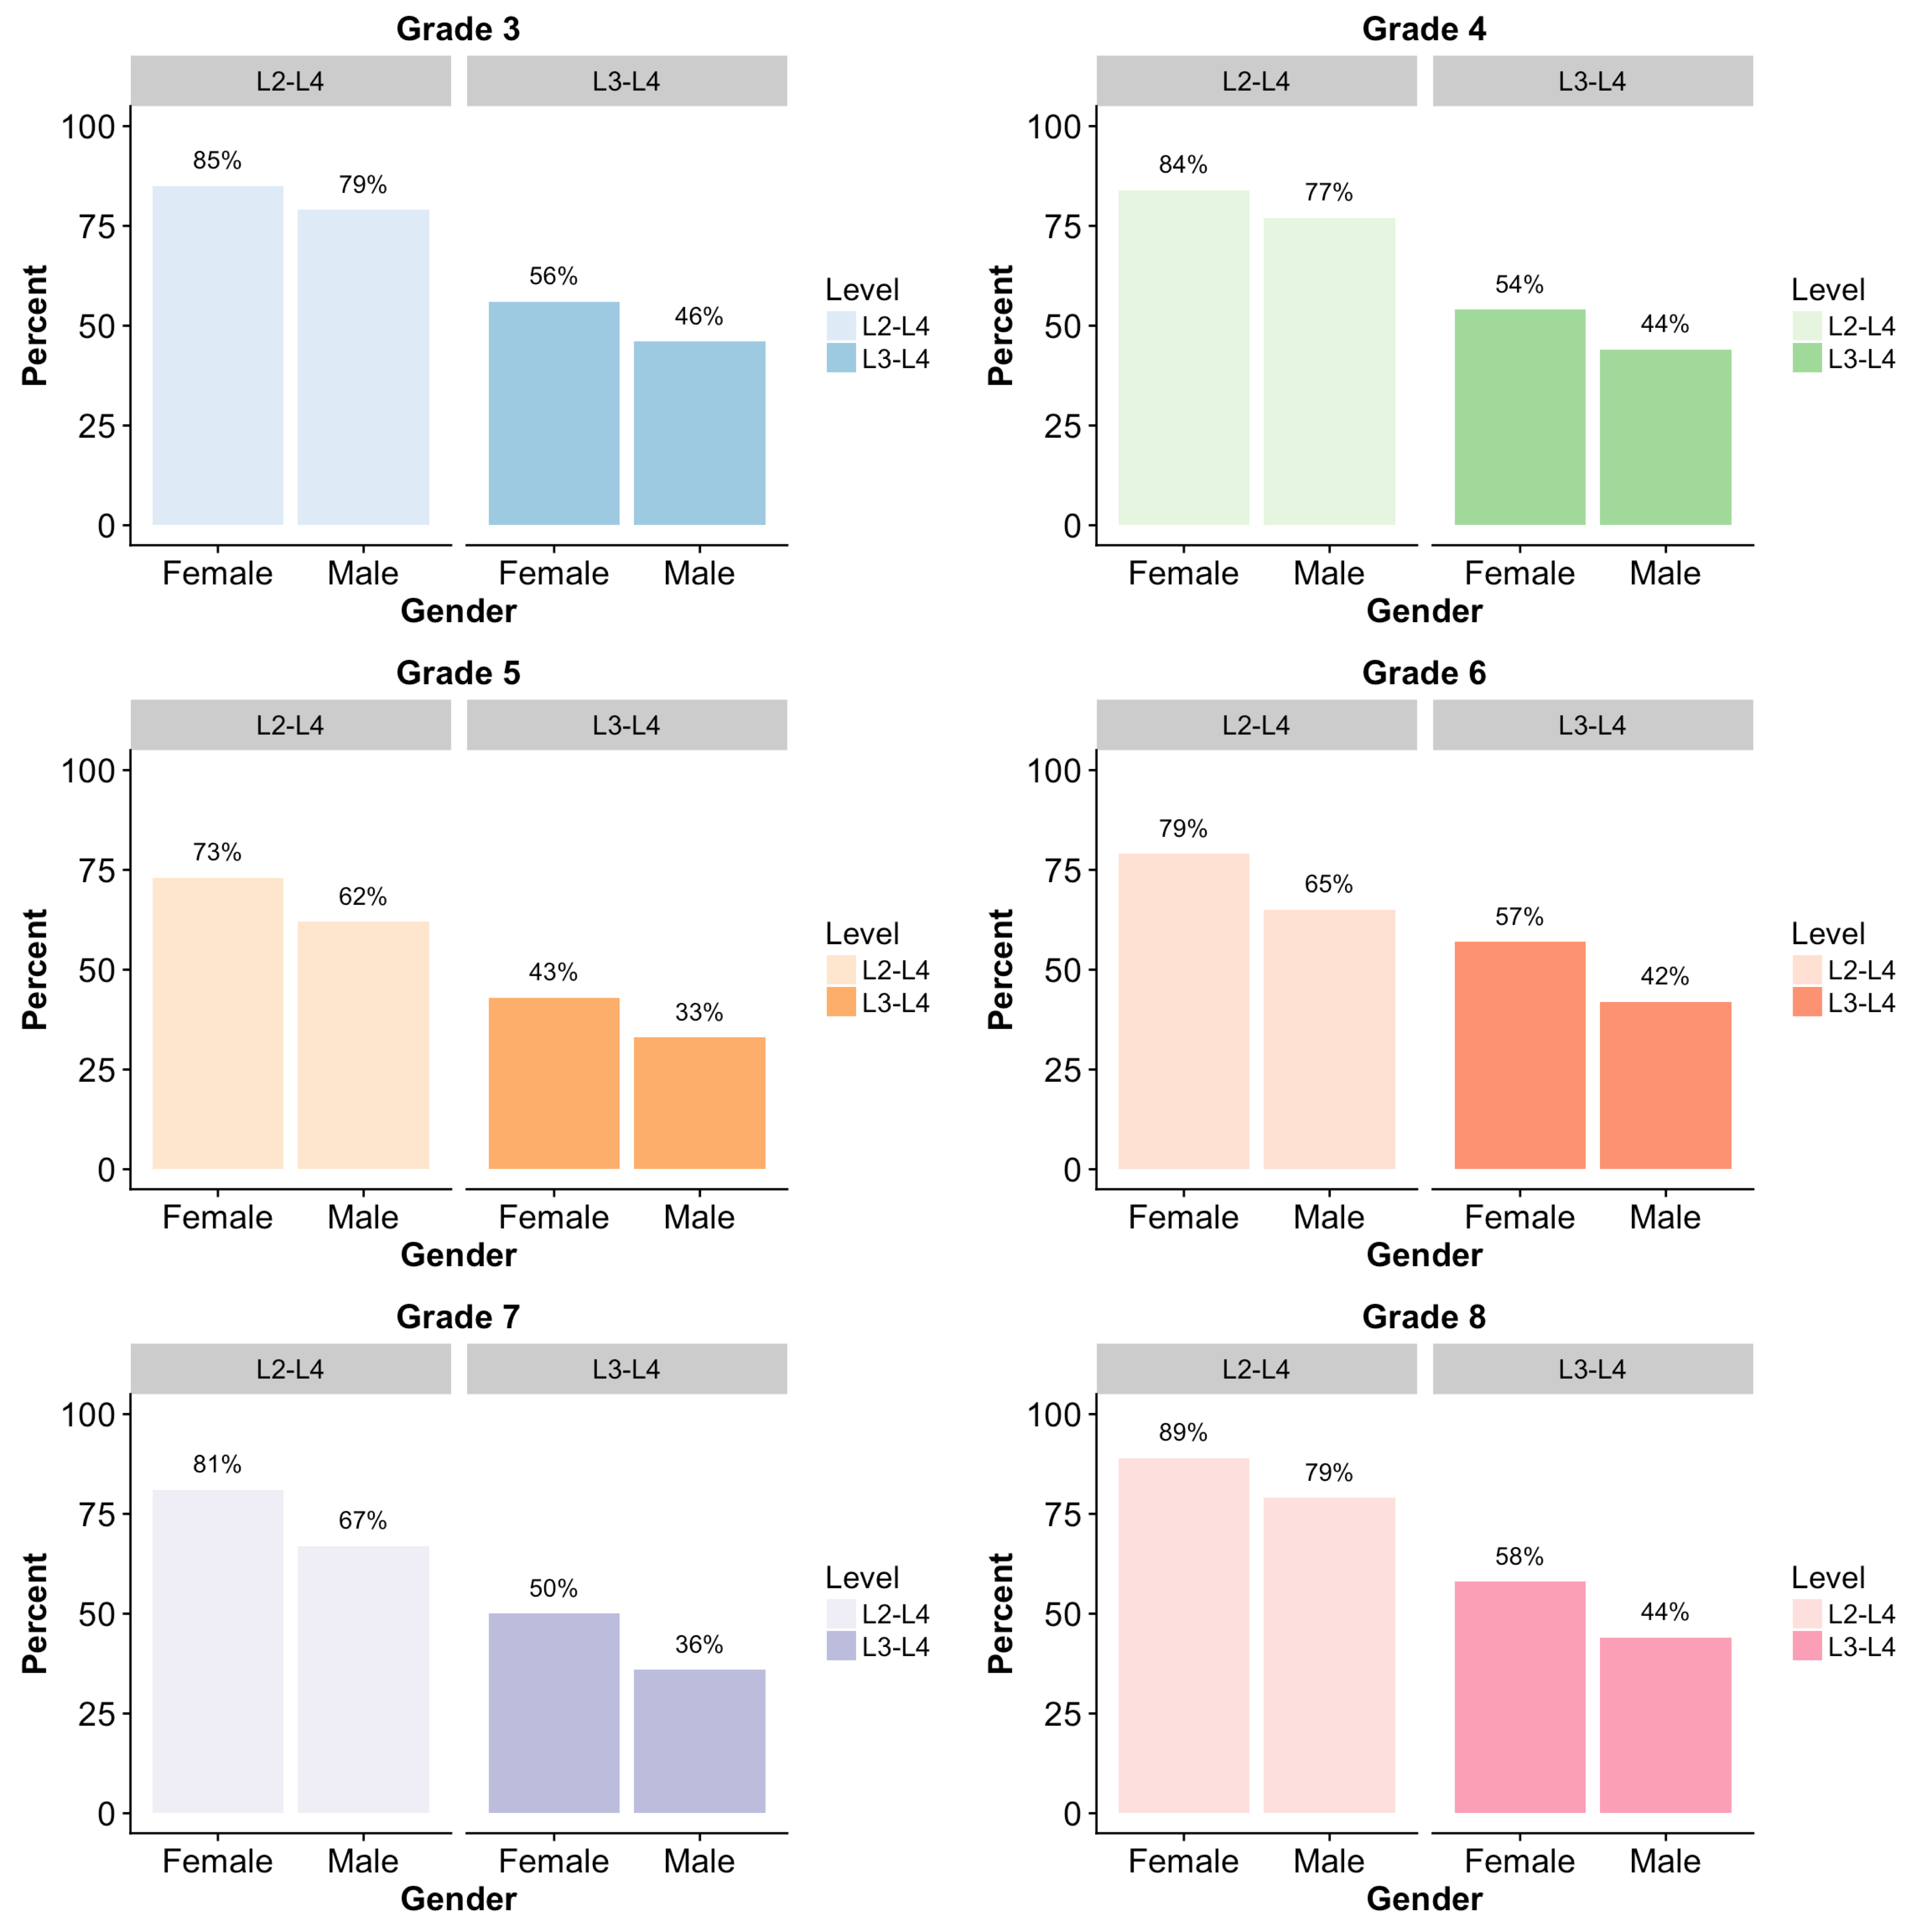 Grade 3
L2-L4 L3-L4
100
85%
79%
75
56%
46%
50
25
0
Percent
Female Male Female Male
Gender
Level
L2-L4
L3-L4
Grade 4
L2-L4 L3-L4
100
84%
77%
75
54%
44%
50
25
0
Percent
Female Male Female Male
Gender
Level
L2-L4
L3-L4
Grade 5
L2-L4 L3-L4
100
73%
62%
75
43%
33%
50
25
0
Percent
Female Male Female Male
Gender
Level
L2-L4
L3-L4
Grade 6
L2-L4 L3-L4
100
79%
65%
75
57%
42%
50
25
0
Percent
Female Male Female Male
Gender
Level
L2-L4
L3-L4
Grade 7
L2-L4 L3-L4
100
81%
67%
75
50%
36%
50
25
0
Percent
Female Male Female Male
Gender
Level
L2-L4
L3-L4
Grade 8
L2-L4 L3-L4
100
89%
79%
75
58%
44%
50
25
0
Percent
Female Male Female Male
Gender
Level
L2-L4
L3-L4